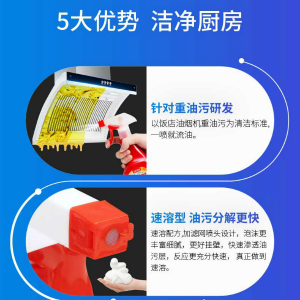 5大优势 洁净厨房
针对重油污研发
以饭店油烟机重油污为清洁标准,
一喷就流油。
速溶型 油污分解更快
速溶配方,加滤网喷头设计，泡沫更
丰富细腻，更好挂壁，快速渗透油
污层，反应更充分快速， 真正做到
速溶。